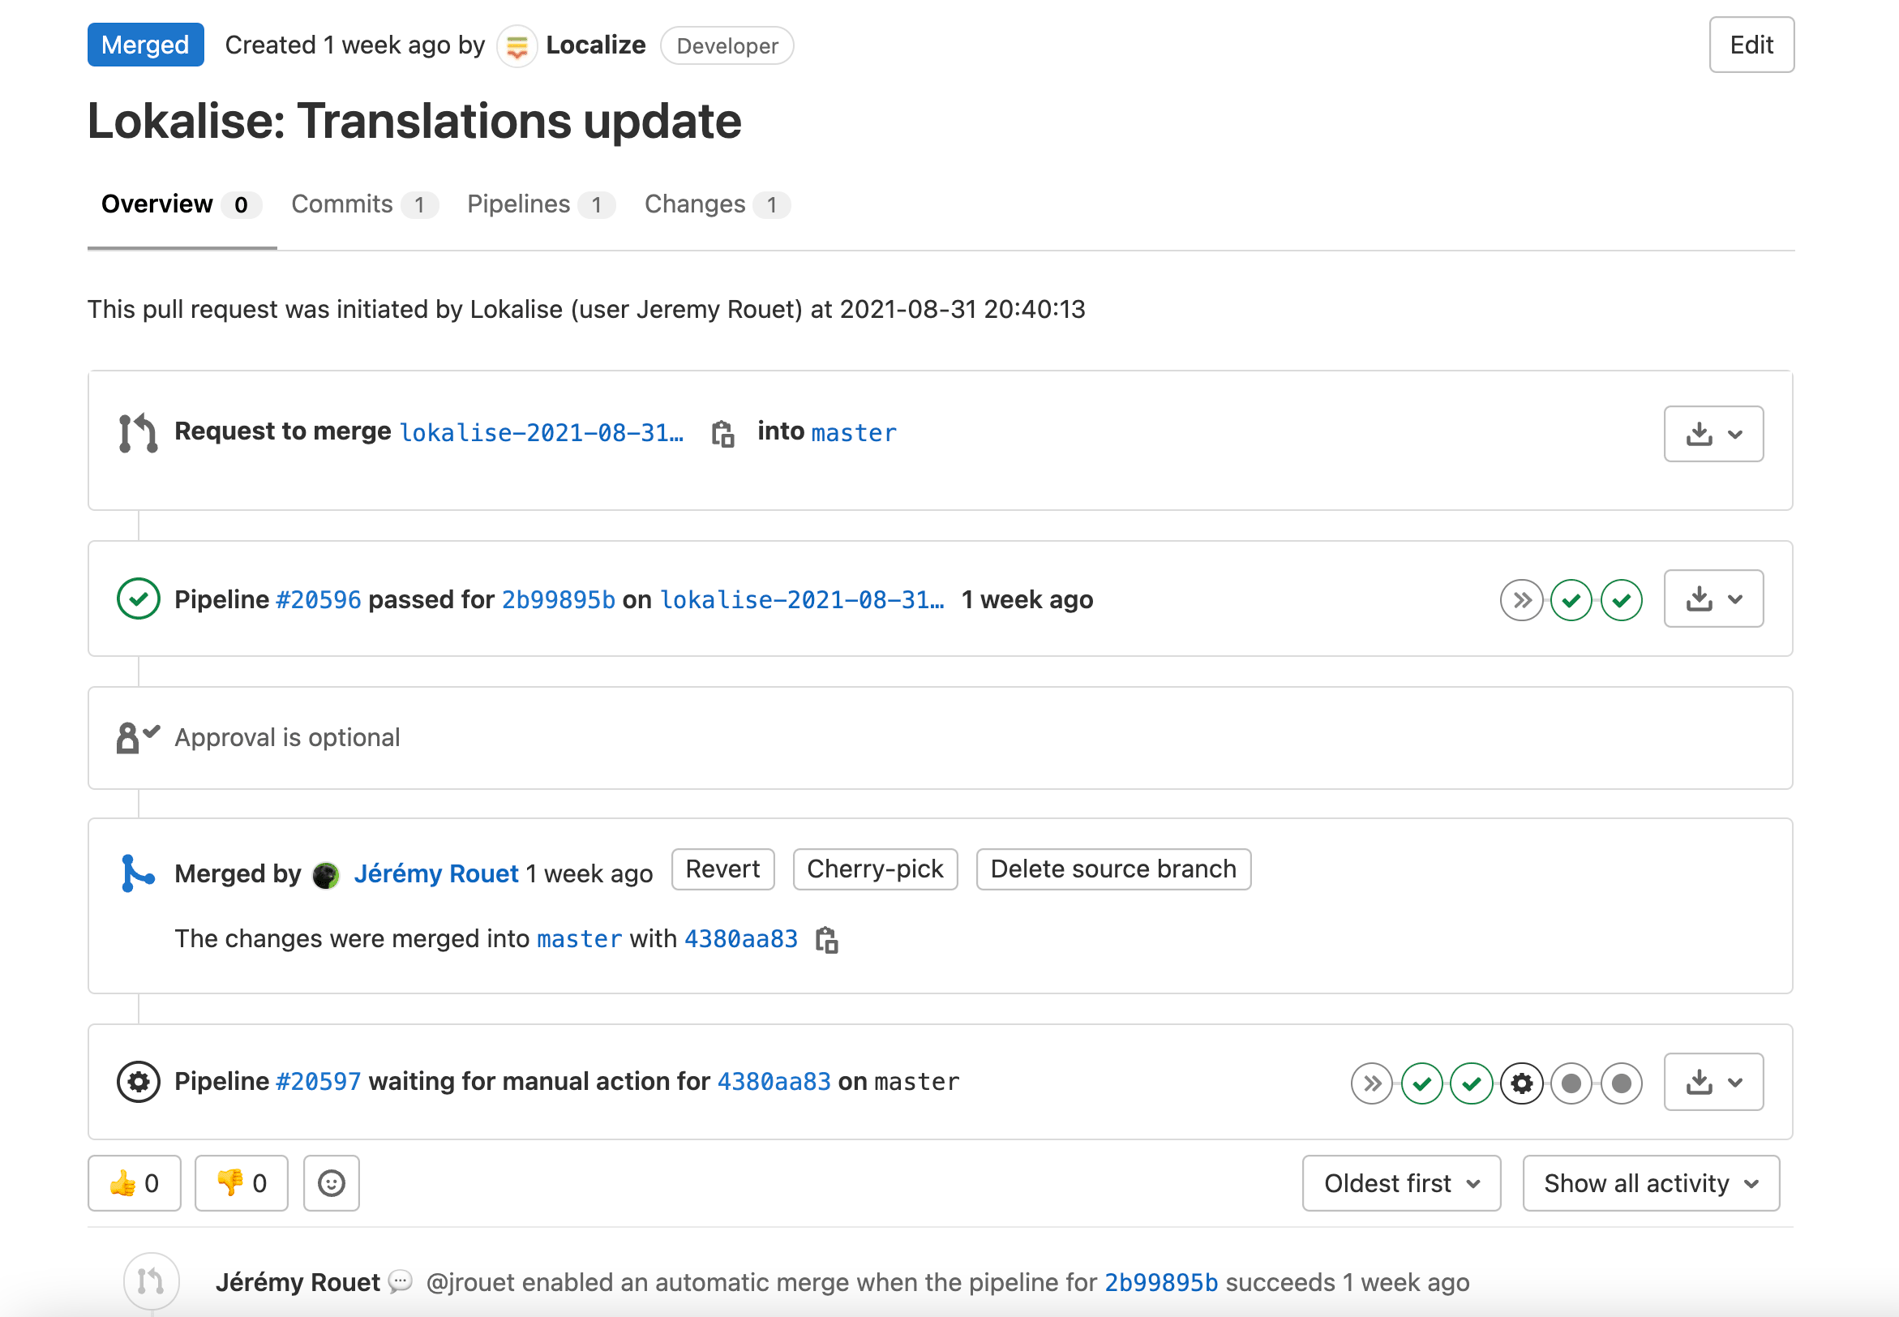 Merged Created 1 week ago by Localize Developer Edit
Lokalise: Translations update
Overview 0 Commits 1 Pipelines 1 Changes 1
This pull request was initiated by Lokalise (user Jeremy Rouet) at 2021-08-31 20:40:13
Request to merge lokalise-2021-08-31… into master
Pipeline #20596 passed for 2b99895b on lokalise-2021-08-31… 1 week ago
Approval is optional
Merged by Jérémy Rouet 1 week ago Revert Cherry-pick Delete source branch
The changes were merged into master with 4380aa83
Pipeline #20597 waiting for manual action for 4380aa83 on master
👍 0 👎 0 Oldest first Show all activity
Jérémy Rouet 💬 @jrouet enabled an automatic merge when the pipeline for 2b99895b succeeds 1 week ago